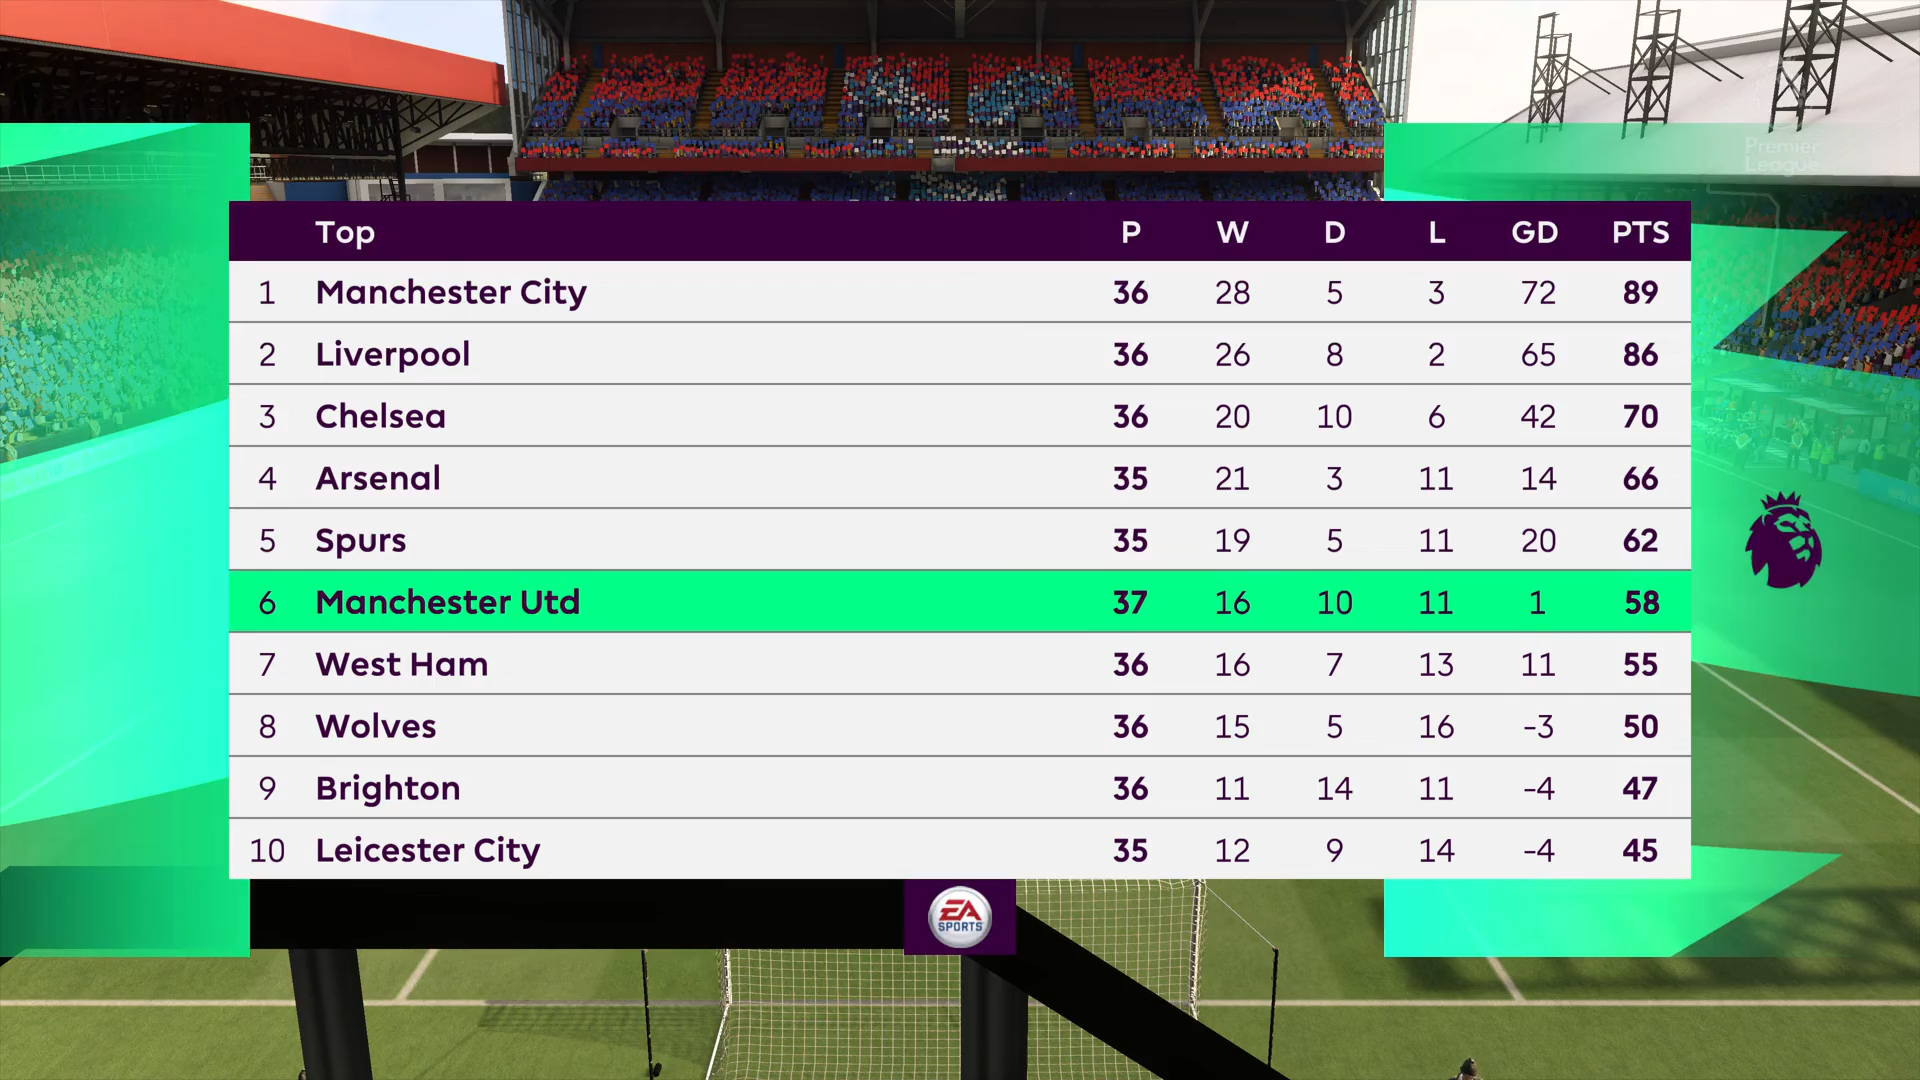 Premier
League
Top P W D L GD PTS
1 Manchester City 36 28 5 3 72 89
2 Liverpool 36 26 8 2 65 86
3 Chelsea 36 20 10 6 42 70
4 Arsenal 35 21 3 11 14 66
5 Spurs 35 19 5 11 20 62
6 Manchester Utd 37 16 10 11 1 58
7 West Ham 36 16 7 13 11 55
8 Wolves 36 15 5 16 -3 50
9 Brighton 36 11 14 11 -4 47
10 Leicester City 35 12 9 14 -4 45
EA
SPORTS